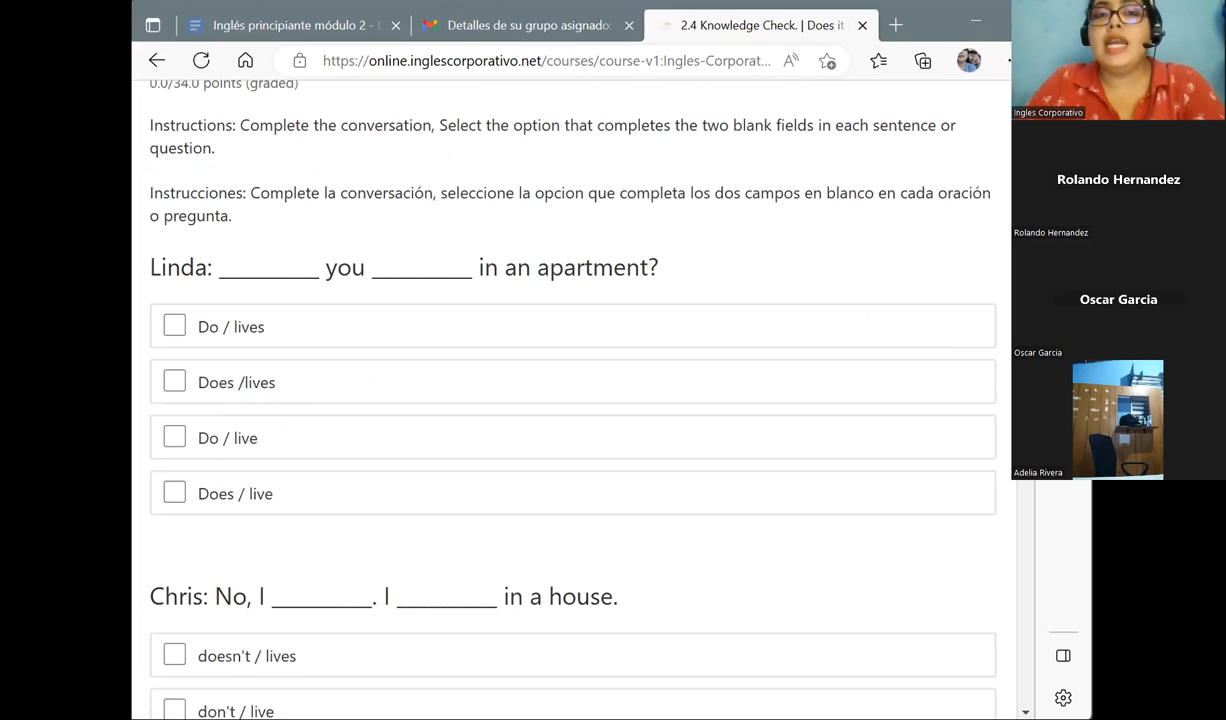 Inglés principiante módulo 2 -
Detalles de su grupo asignado:
2.4 Knowledge Check. | Does it
https://online.inglescorporativo.net/courses/course-v1:Ingles-Corporat...
0.0/34.0 points (graded)
Instructions: Complete the conversation, Select the option that completes the two blank fields in each sentence or
question.
Instrucciones: Complete la conversación, seleccione la opcion que completa los dos campos en blanco en cada oración
o pregunta.
Linda: _________ you _________ in an apartment?
Do / lives
Does /lives
Do / live
Does / live
Chris: No, I _________. I _________ in a house.
doesn't / lives
don't / live
Ingles Corporativo
Rolando Hernandez
Rolando Hernandez
Oscar Garcia
Oscar Garcia
Adelia Rivera